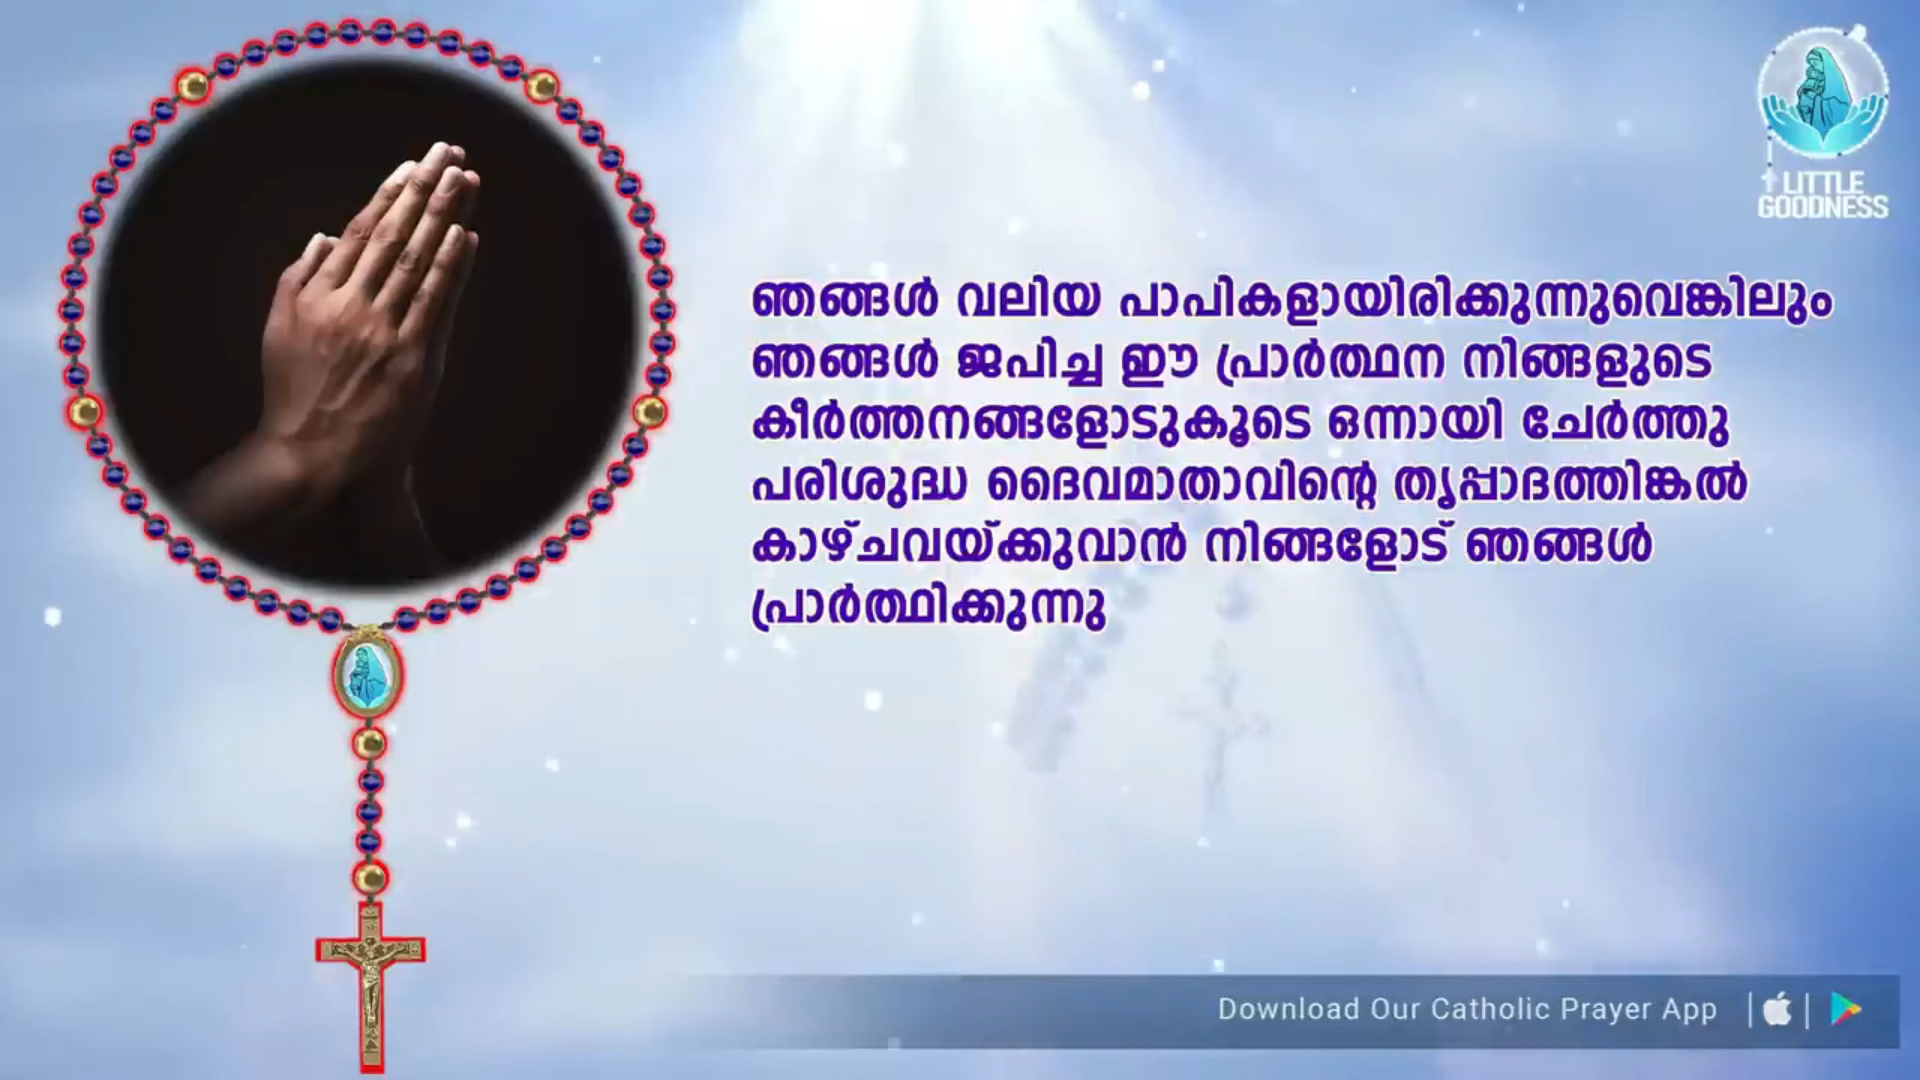 LITTLE
GOODNESS
ഞങ്ങൾ വലിയ പാപികളായിരിക്കുന്നുവെങ്കിലും
ഞങ്ങൾ ജപിച്ച ഈ പ്രാർത്ഥന നിങ്ങളുടെ
കീർത്തനങ്ങളോടുകൂടെ ഒന്നായി ചേർത്തു
പരിശുദ്ധ ദൈവമാതാവിന്റെ തൃപ്പാദത്തിങ്കൽ
കാഴ്ചവയ്ക്കുവാൻ നിങ്ങളോട് ഞങ്ങൾ
പ്രാർത്ഥിക്കുന്നു
Download Our Catholic Prayer App